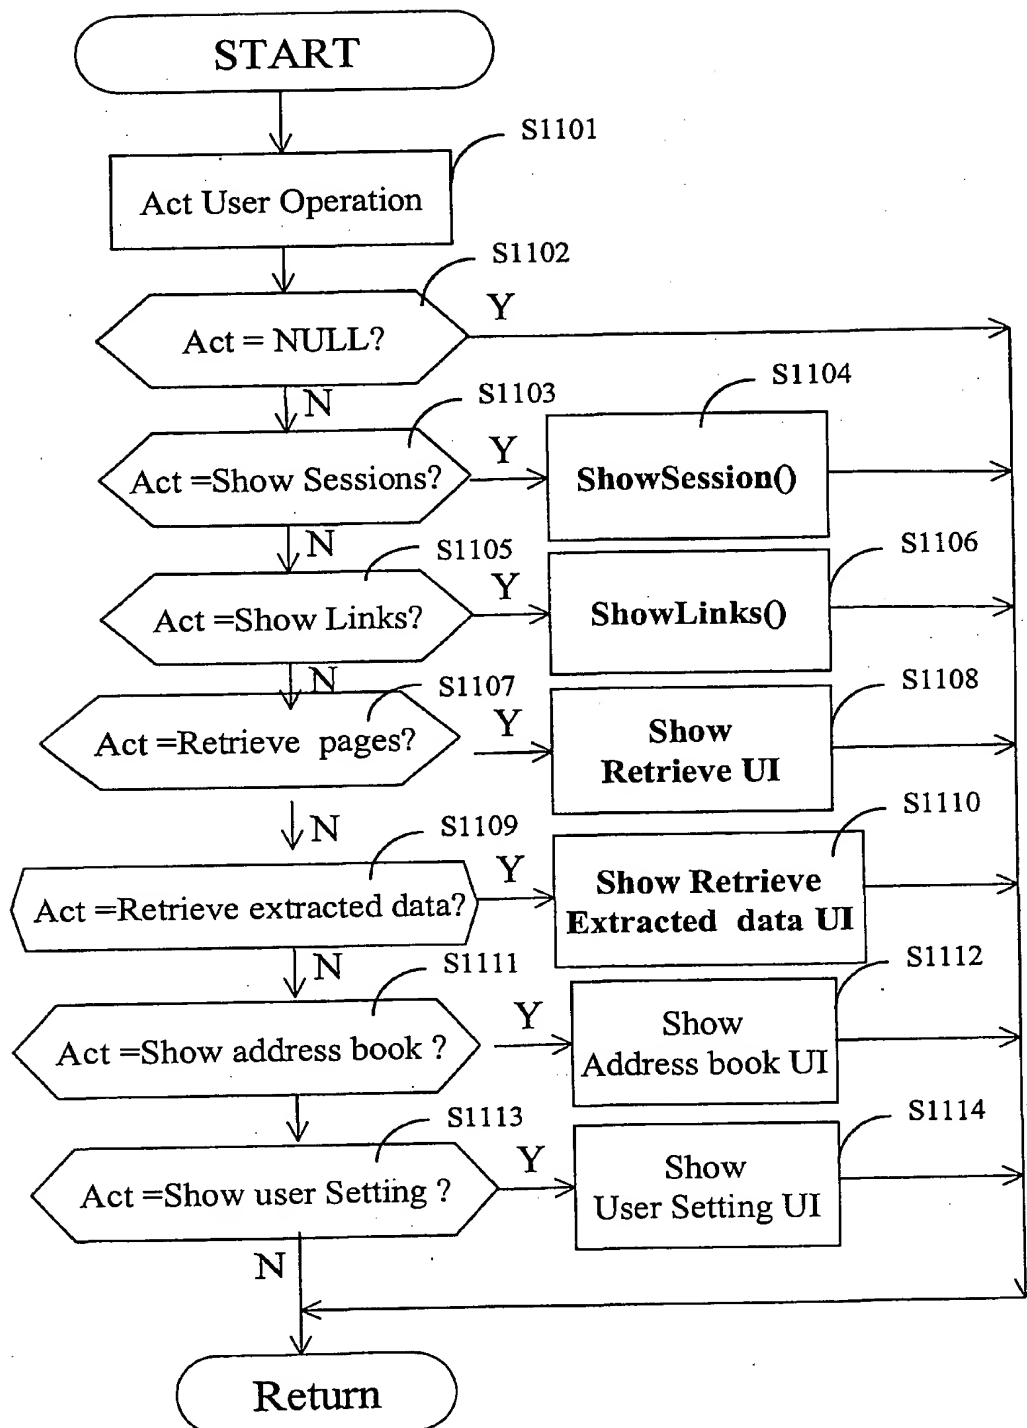 START
S1101
Act User Operation
S1102
Act = NULL?
Y
N
S1103
S1104
Act =Show Sessions?
Y
ShowSession()
N
S1105
S1106
Act =Show Links?
Y
ShowLinks()
N
S1107
S1108
Act =Retrieve pages?
Y
Show
Retrieve UI
N
S1109
S1110
Act =Retrieve extracted data?
Y
Show Retrieve
Extracted data UI
N
S1111
S1112
Act =Show address book ?
Y
Show
Address book UI
S1113
S1114
Act =Show user Setting ?
Y
Show
User Setting UI
N
Return